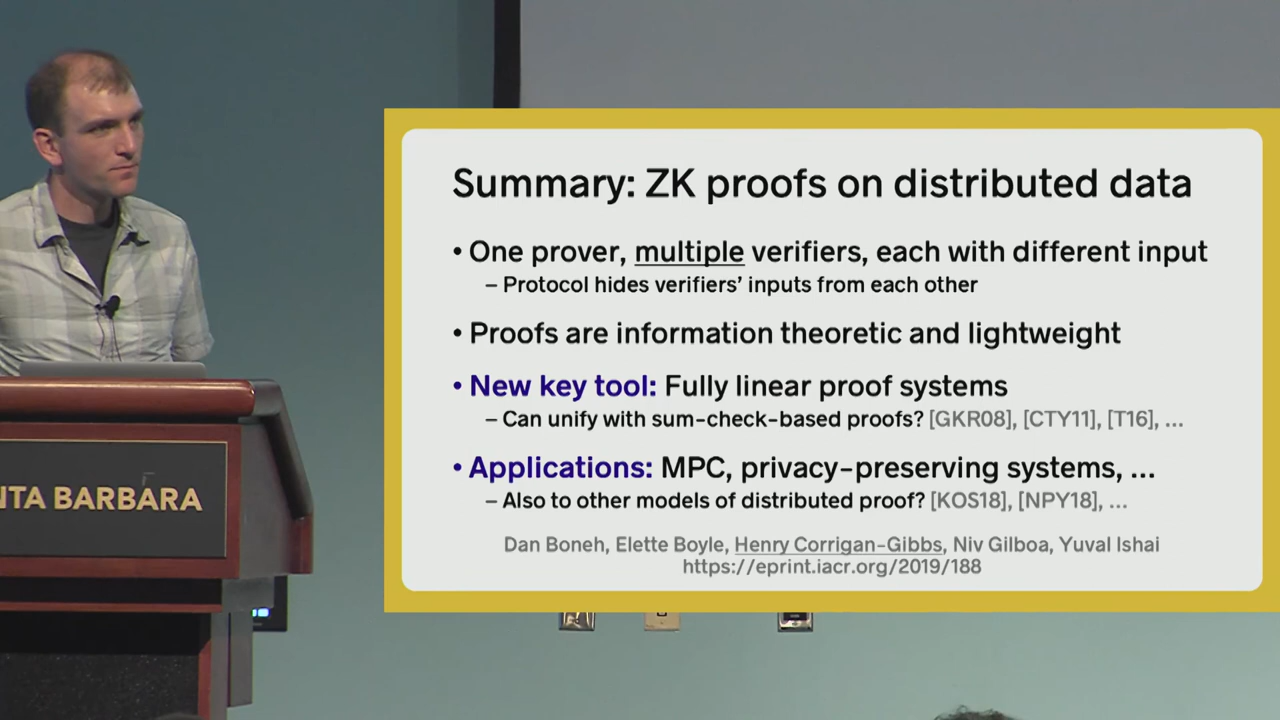 Summary: ZK proofs on distributed data
• One prover, multiple verifiers, each with different input
– Protocol hides verifiers' inputs from each other
• Proofs are information theoretic and lightweight
• New key tool: Fully linear proof systems
– Can unify with sum-check-based proofs? [GKR08], [CTY11], [T16], ...
• Applications: MPC, privacy-preserving systems, ...
– Also to other models of distributed proof? [KOS18], [NPY18], ...
Dan Boneh, Elette Boyle, Henry Corrigan-Gibbs, Niv Gilboa, Yuval Ishai
https://eprint.iacr.org/2019/188
NTA BARBARA